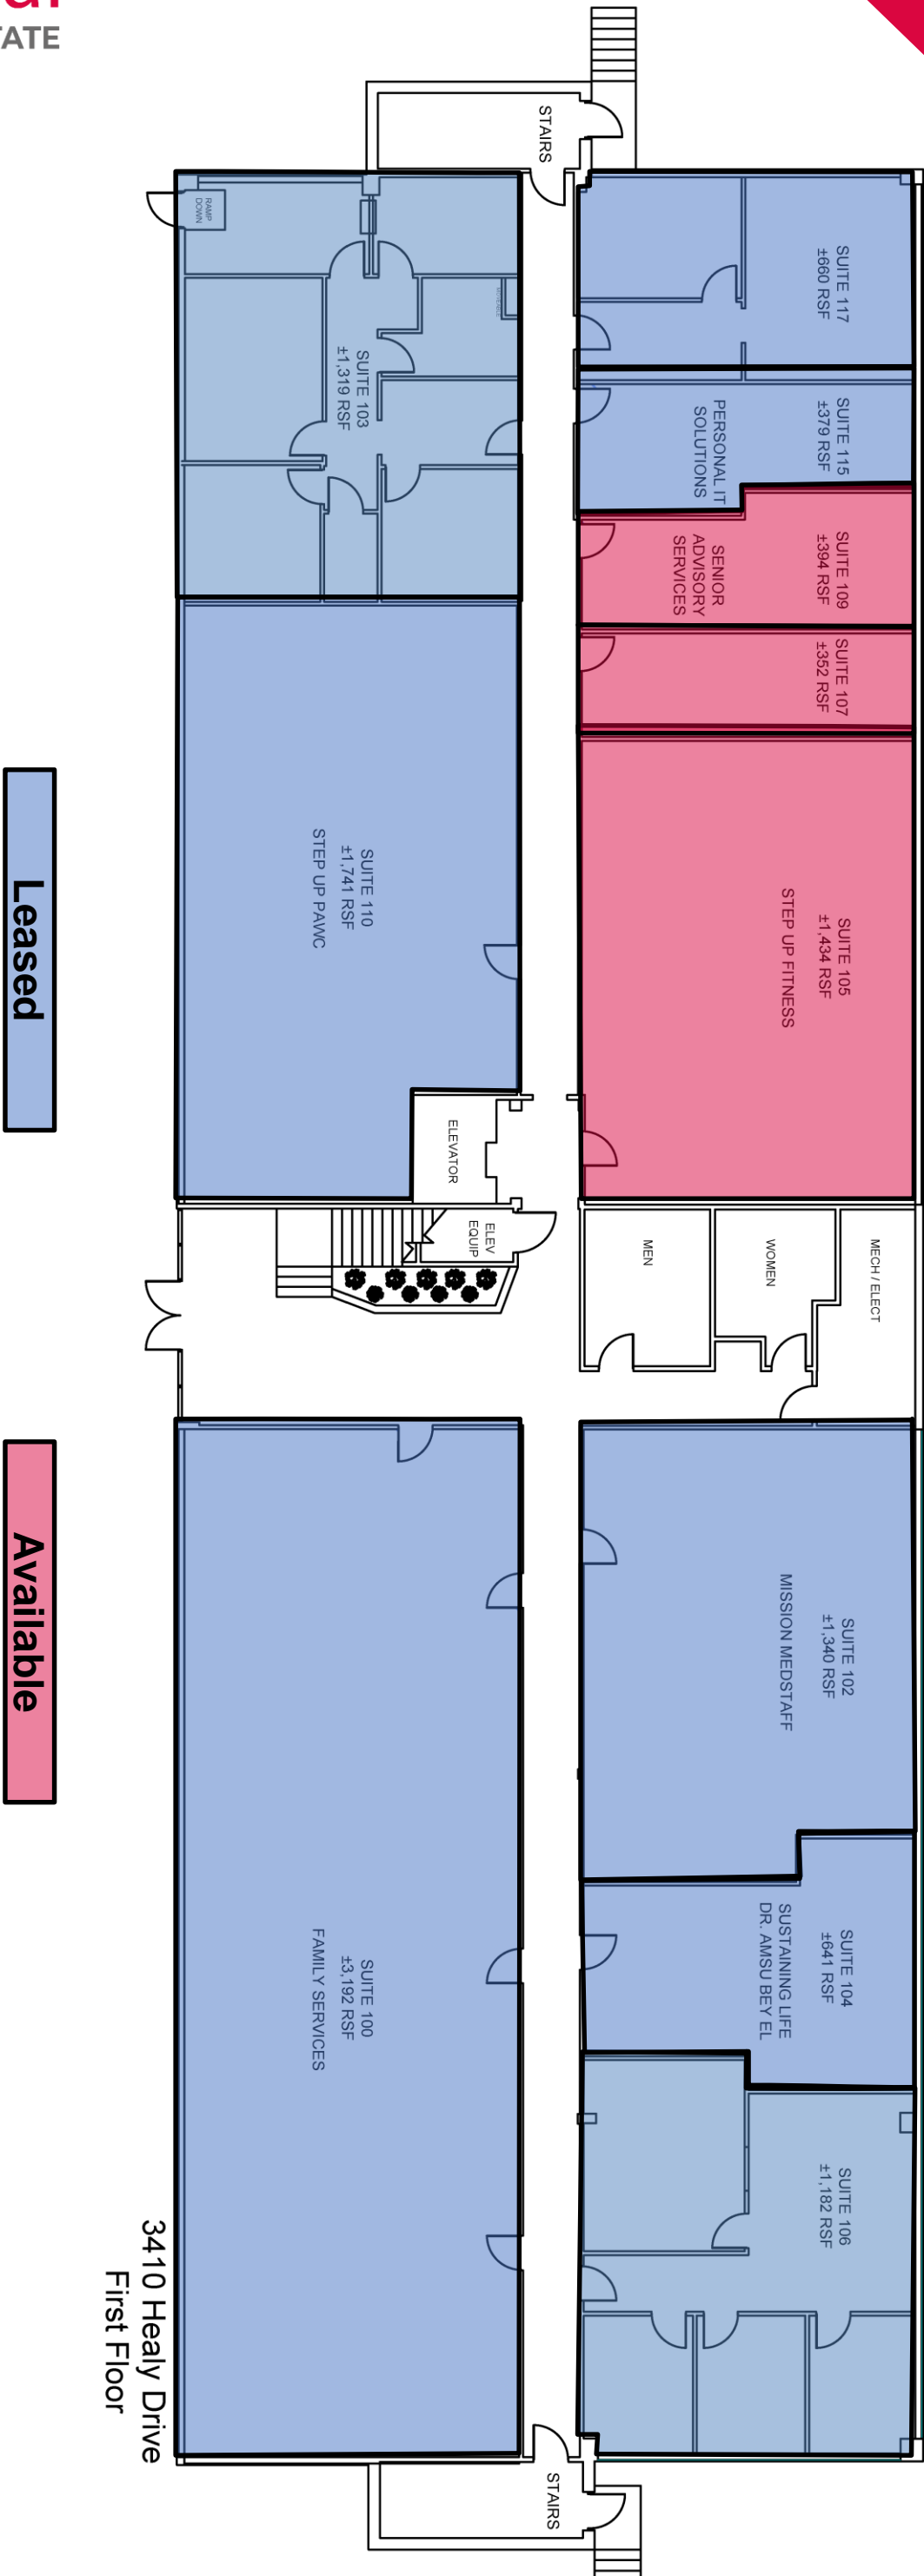 ATE
STAIRS
SUITE 117
±660 RSF
SUITE 115
±379 RSF
PERSONAL IT
SOLUTIONS
SUITE 109
±394 RSF
SENIOR
ADVISORY
SERVICES
SUITE 107
±352 RSF
SUITE 105
±1,434 RSF
STEP UP FITNESS
MECH / ELECT
WOMEN
MEN
SUITE 102
±1,340 RSF
MISSION MEDSTAFF
SUITE 104
±641 RSF
SUSTAINING LIFE
DR. AMSU BEY EL
SUITE 106
±1,182 RSF
STAIRS
RAMP
DOWN
SUITE 103
±1,319 RSF
SUITE 110
±1,741 RSF
STEP UP PAWC
ELEVATOR
ELEV
EQUIP
SUITE 100
±3,192 RSF
FAMILY SERVICES
3410 Healy Drive
First Floor
Leased
Available